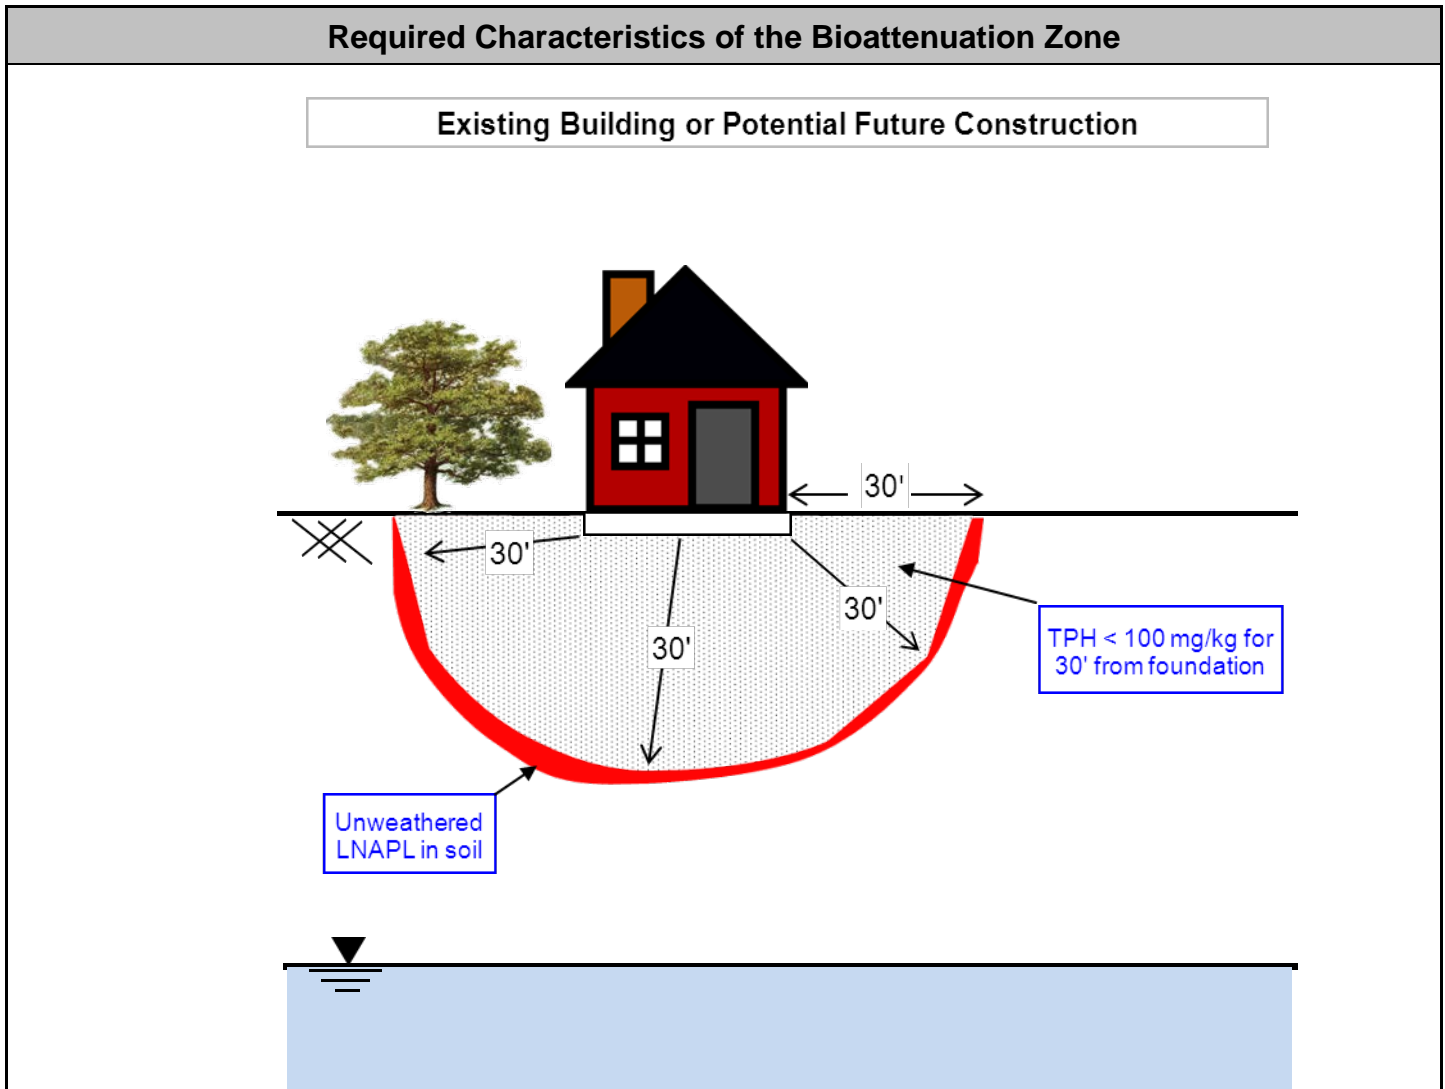 Required Characteristics of the Bioattenuation Zone
Existing Building or Potential Future Construction
30'
30'
30'
30'
TPH < 100 mg/kg for
30' from foundation
Unweathered
LNAPL in soil